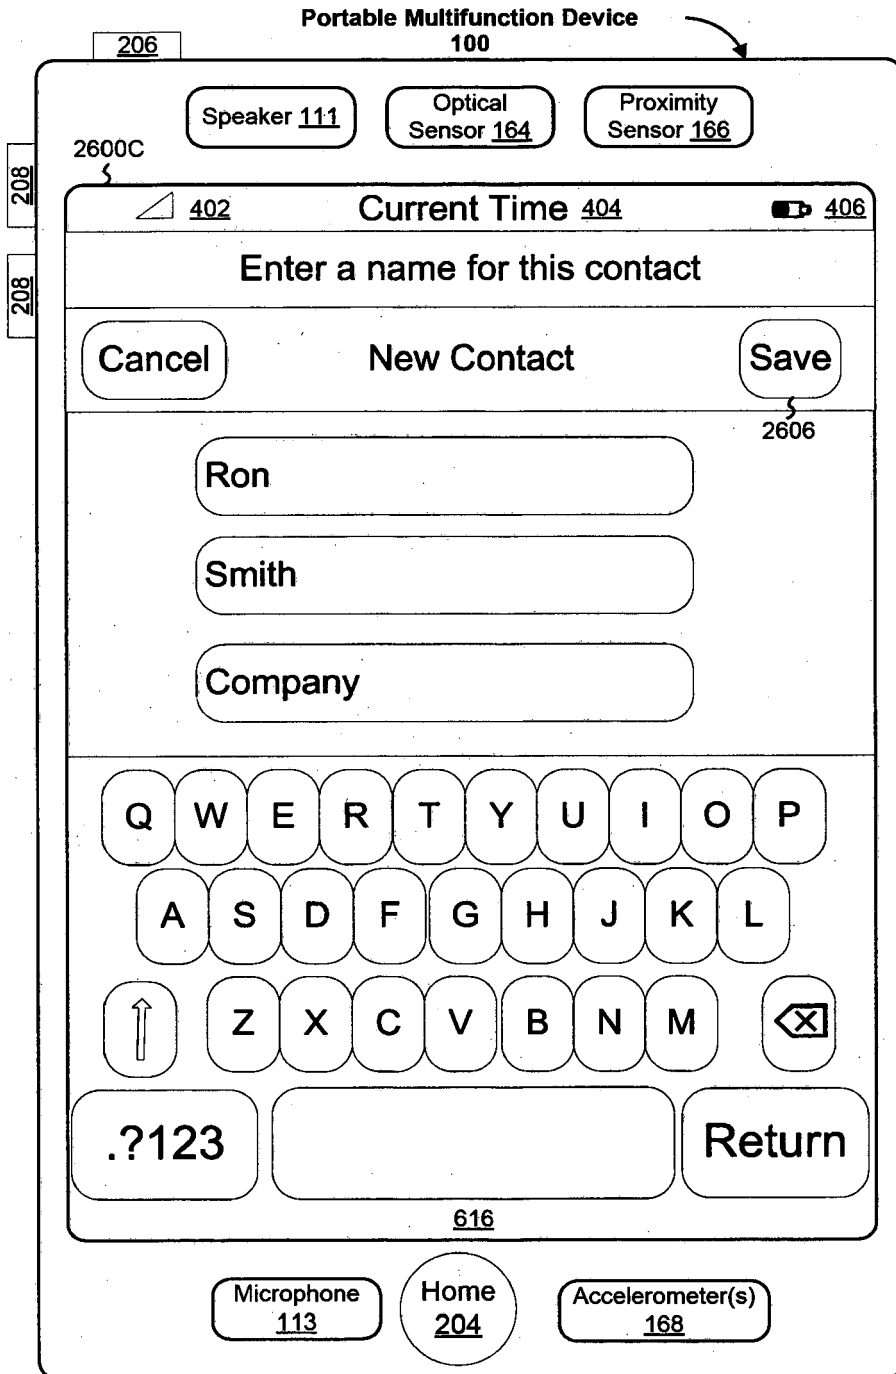 Portable Multifunction Device
100
206
Speaker 111
Optical
Sensor 164
Proximity
Sensor 166
2600C
208
208
402
Current Time 404
406
Enter a name for this contact
Cancel
New Contact
Save
2606
Ron
Smith
Company
Q W E R T Y U I O P
A S D F G H J K L
Z X C V B N M
.?123
Return
616
Microphone
113
Home
204
Accelerometer(s)
168